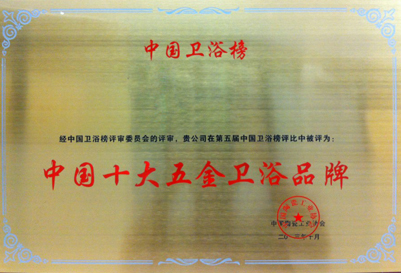 中国卫浴榜
经中国卫浴榜评审委员会的评审，贵公司在第五届中国卫浴榜评比中被评为：
中国十大五金卫浴品牌